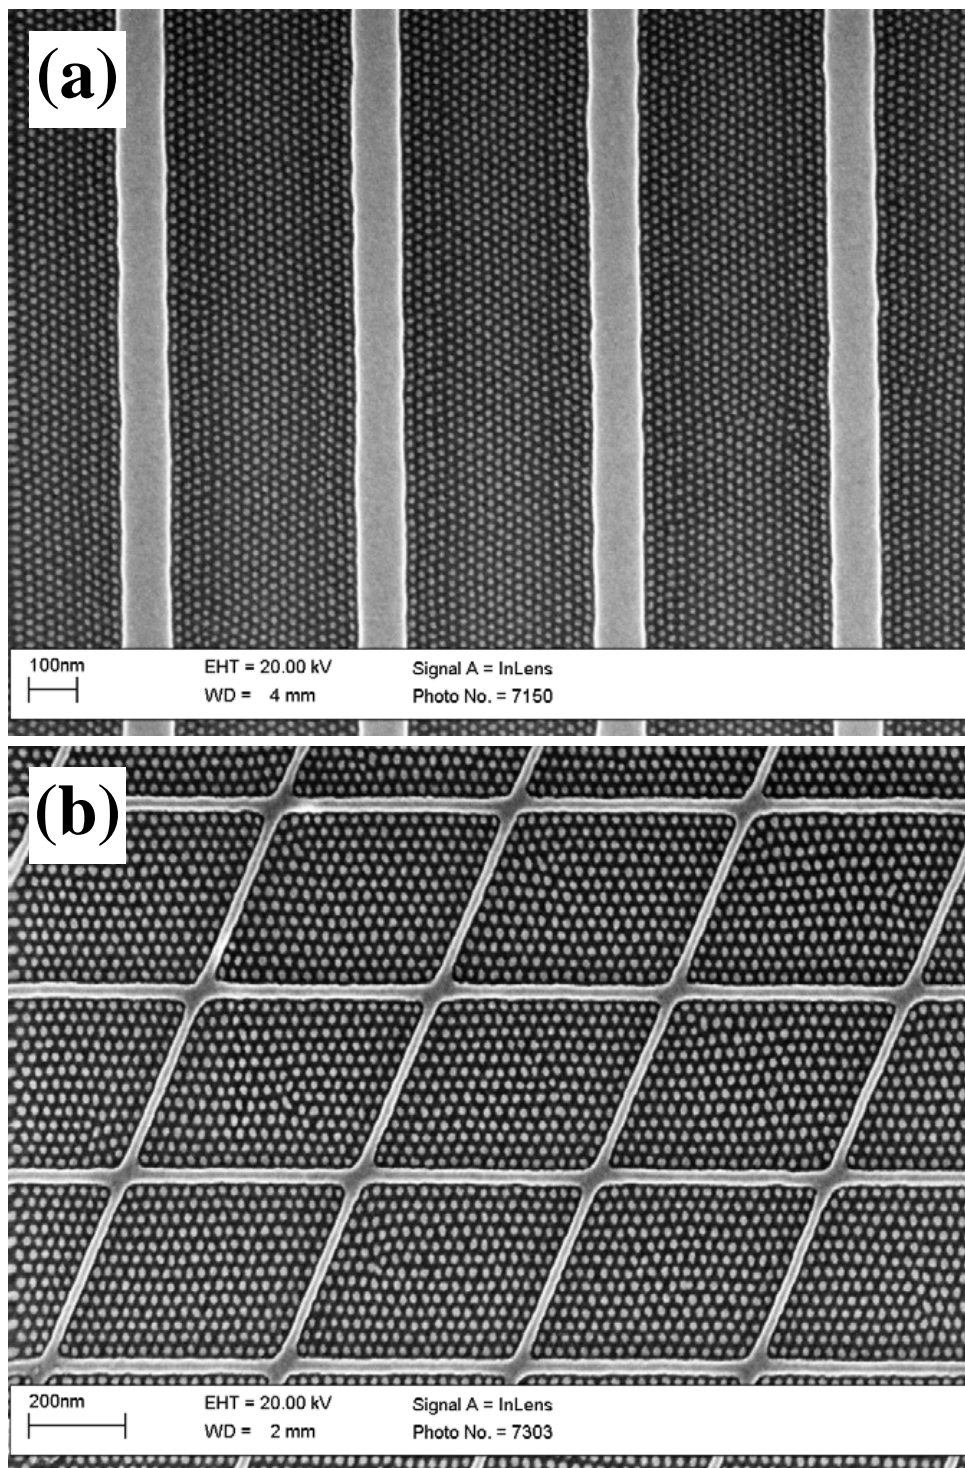 (a)
100nm EHT = 20.00 kV Signal A = InLens
WD = 4 mm Photo No. = 7150
(b)
200nm EHT = 20.00 kV Signal A = InLens
WD = 2 mm Photo No. = 7303